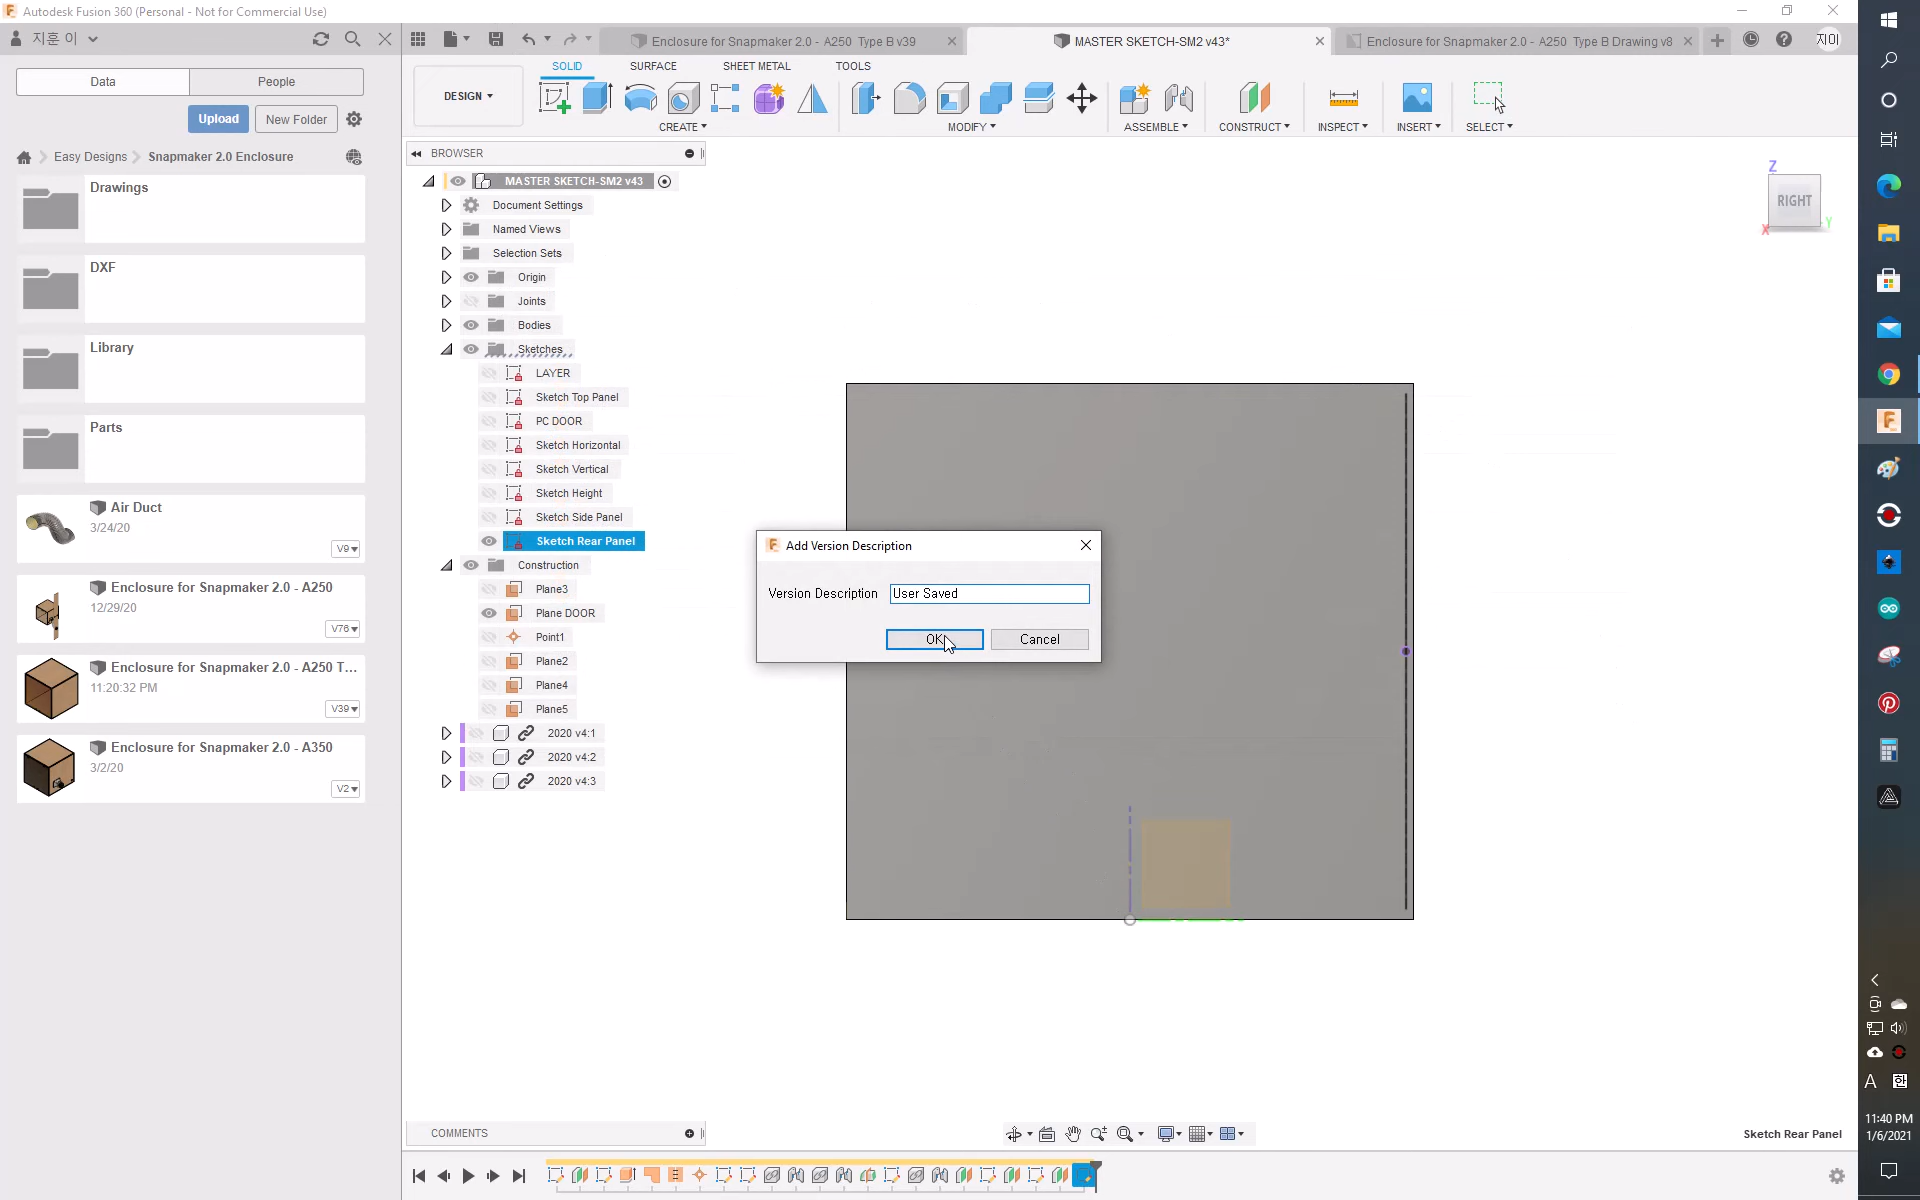 Autodesk Fusion 360 (Personal - Not for Commercial Use)
지훈 이
Data
People
Upload
New Folder
Easy Designs
Snapmaker 2.0 Enclosure
Drawings
DXF
Library
Parts
Air Duct
3/24/20
V9
Enclosure for Snapmaker 2.0 - A250
12/29/20
V76
Enclosure for Snapmaker 2.0 - A250 T...
11:20:32 PM
V39
Enclosure for Snapmaker 2.0 - A350
3/2/20
V2
Enclosure for Snapmaker 2.0 - A250 Type B v39
MASTER SKETCH-SM2 v43*
Enclosure for Snapmaker 2.0 - A250 Type B Drawing v8
지이
DESIGN
SOLID
SURFACE
SHEET METAL
TOOLS
CREATE
MODIFY
ASSEMBLE
CONSTRUCT
INSPECT
INSERT
SELECT
BROWSER
MASTER SKETCH-SM2 v43
Document Settings
Named Views
Selection Sets
Origin
Joints
Bodies
Sketches
LAYER
Sketch Top Panel
PC DOOR
Sketch Horizontal
Sketch Vertical
Sketch Height
Sketch Side Panel
Sketch Rear Panel
Construction
Plane3
Plane DOOR
Point1
Plane2
Plane4
Plane5
2020 v4:1
2020 v4:2
2020 v4:3
Z
RIGHT
X
Y
Add Version Description
Version Description
User Saved
OK
Cancel
COMMENTS
Sketch Rear Panel
A
한
11:40 PM
1/6/2021